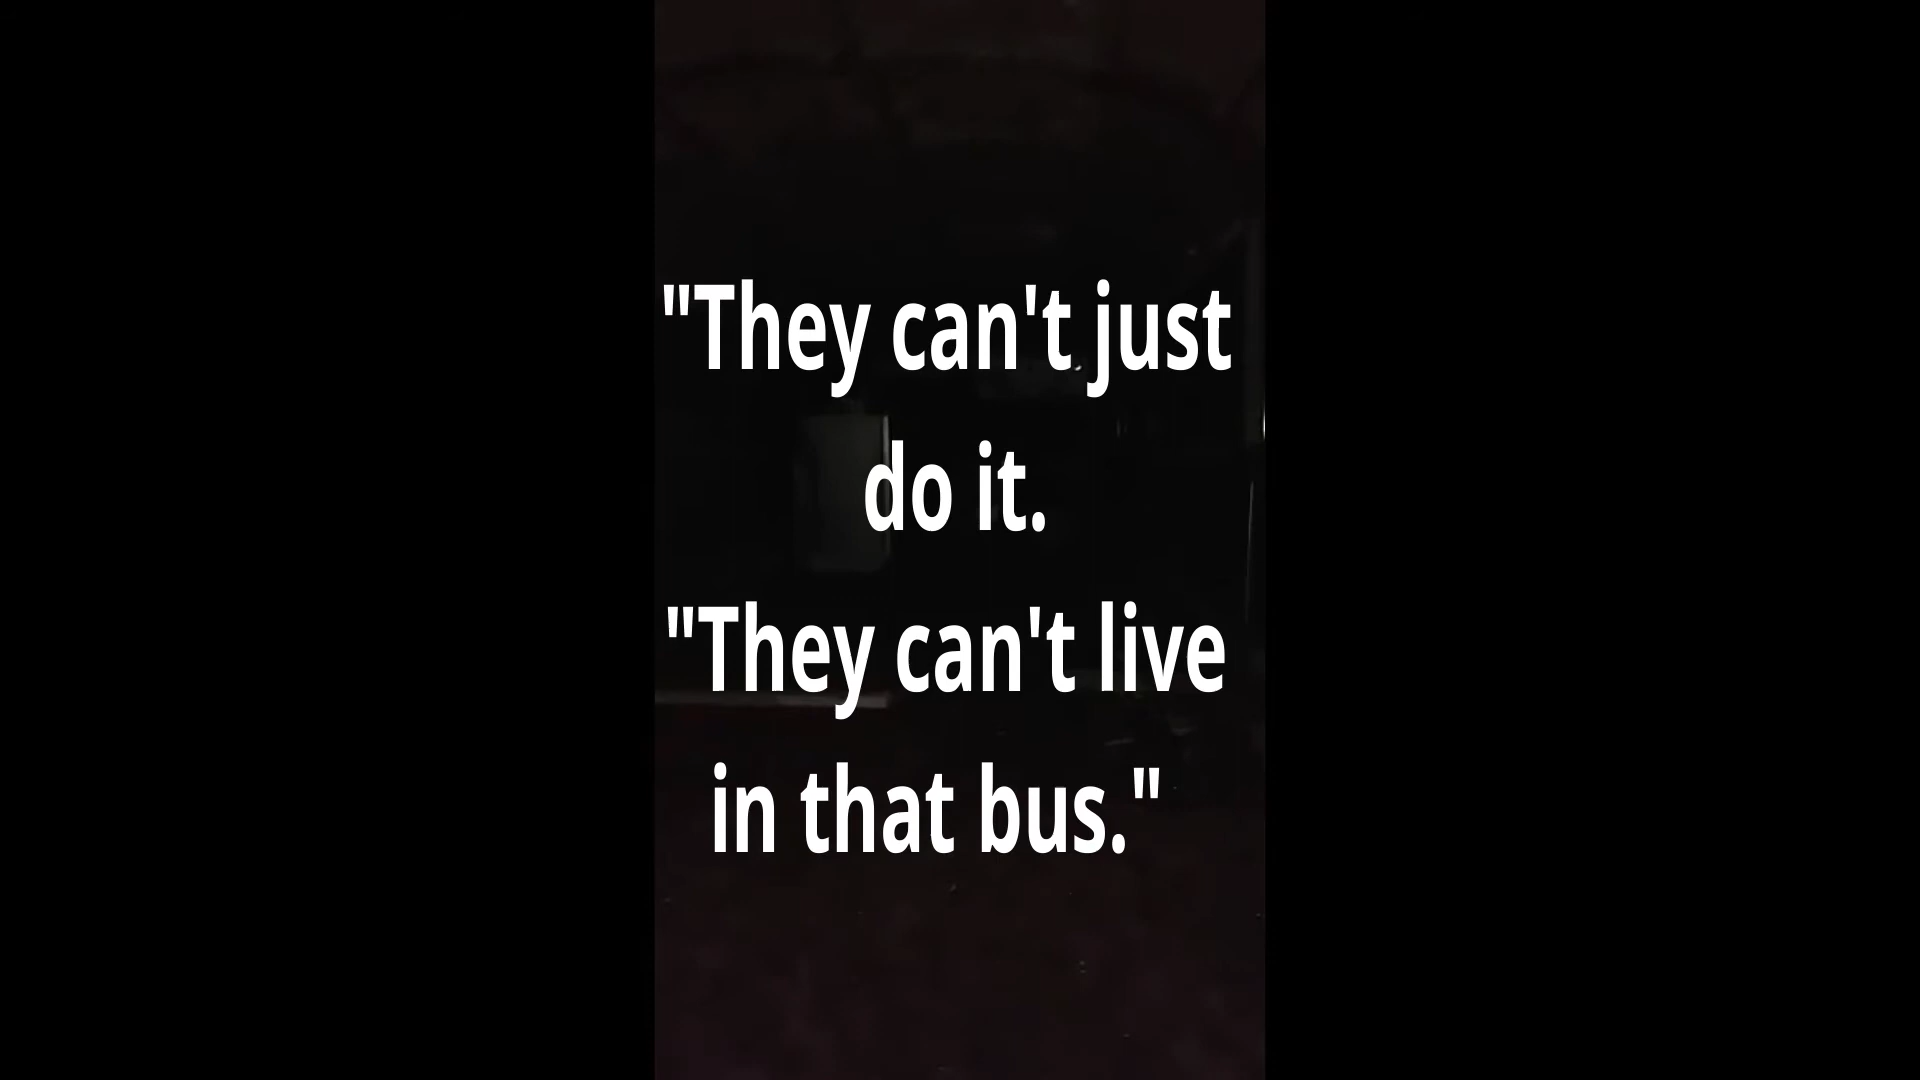 "They can't just
do it.
"They can't live
in that bus."